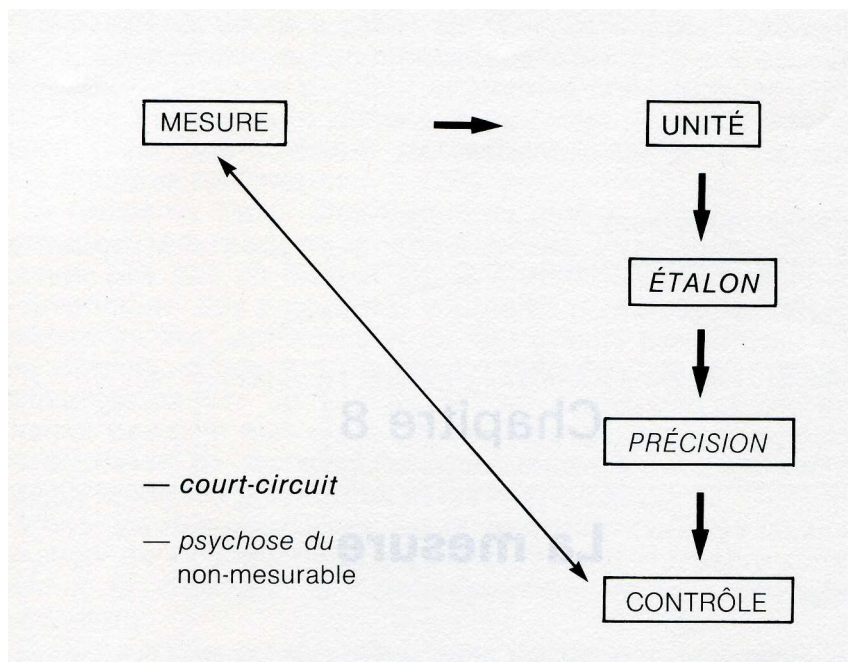 MESURE
UNITÉ
ÉTALON
PRÉCISION
CONTRÔLE
— court-circuit
— psychose du
non-mesurable
Chapitre 8
La mesure